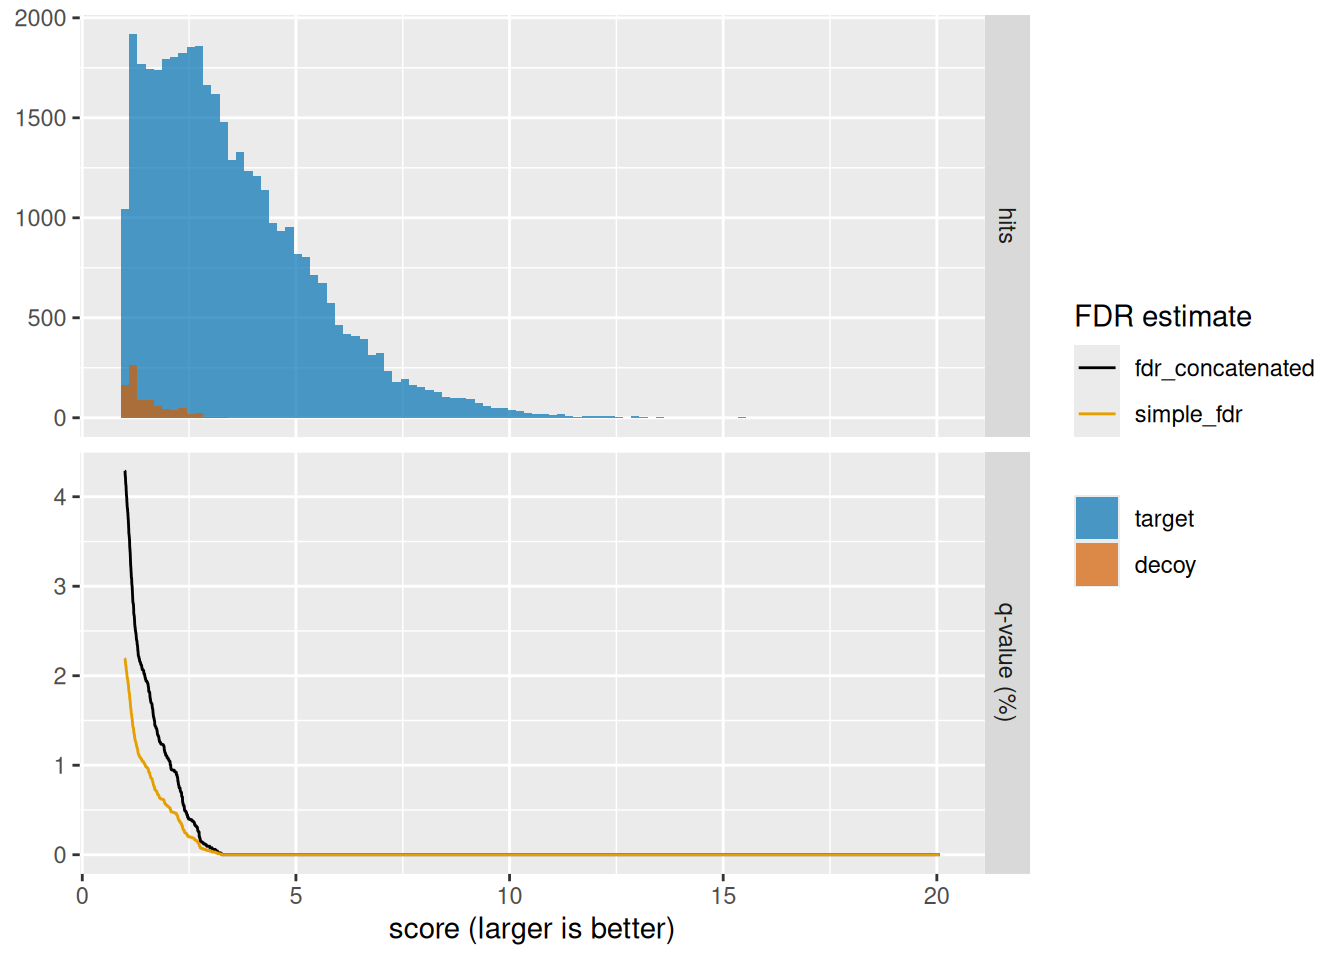 2000
1500
1000
500
0
hits
4
3
2
1
0
q-value (%)
0
5
10
15
20
score (larger is better)
FDR estimate
fdr_concatenated
simple_fdr
target
decoy